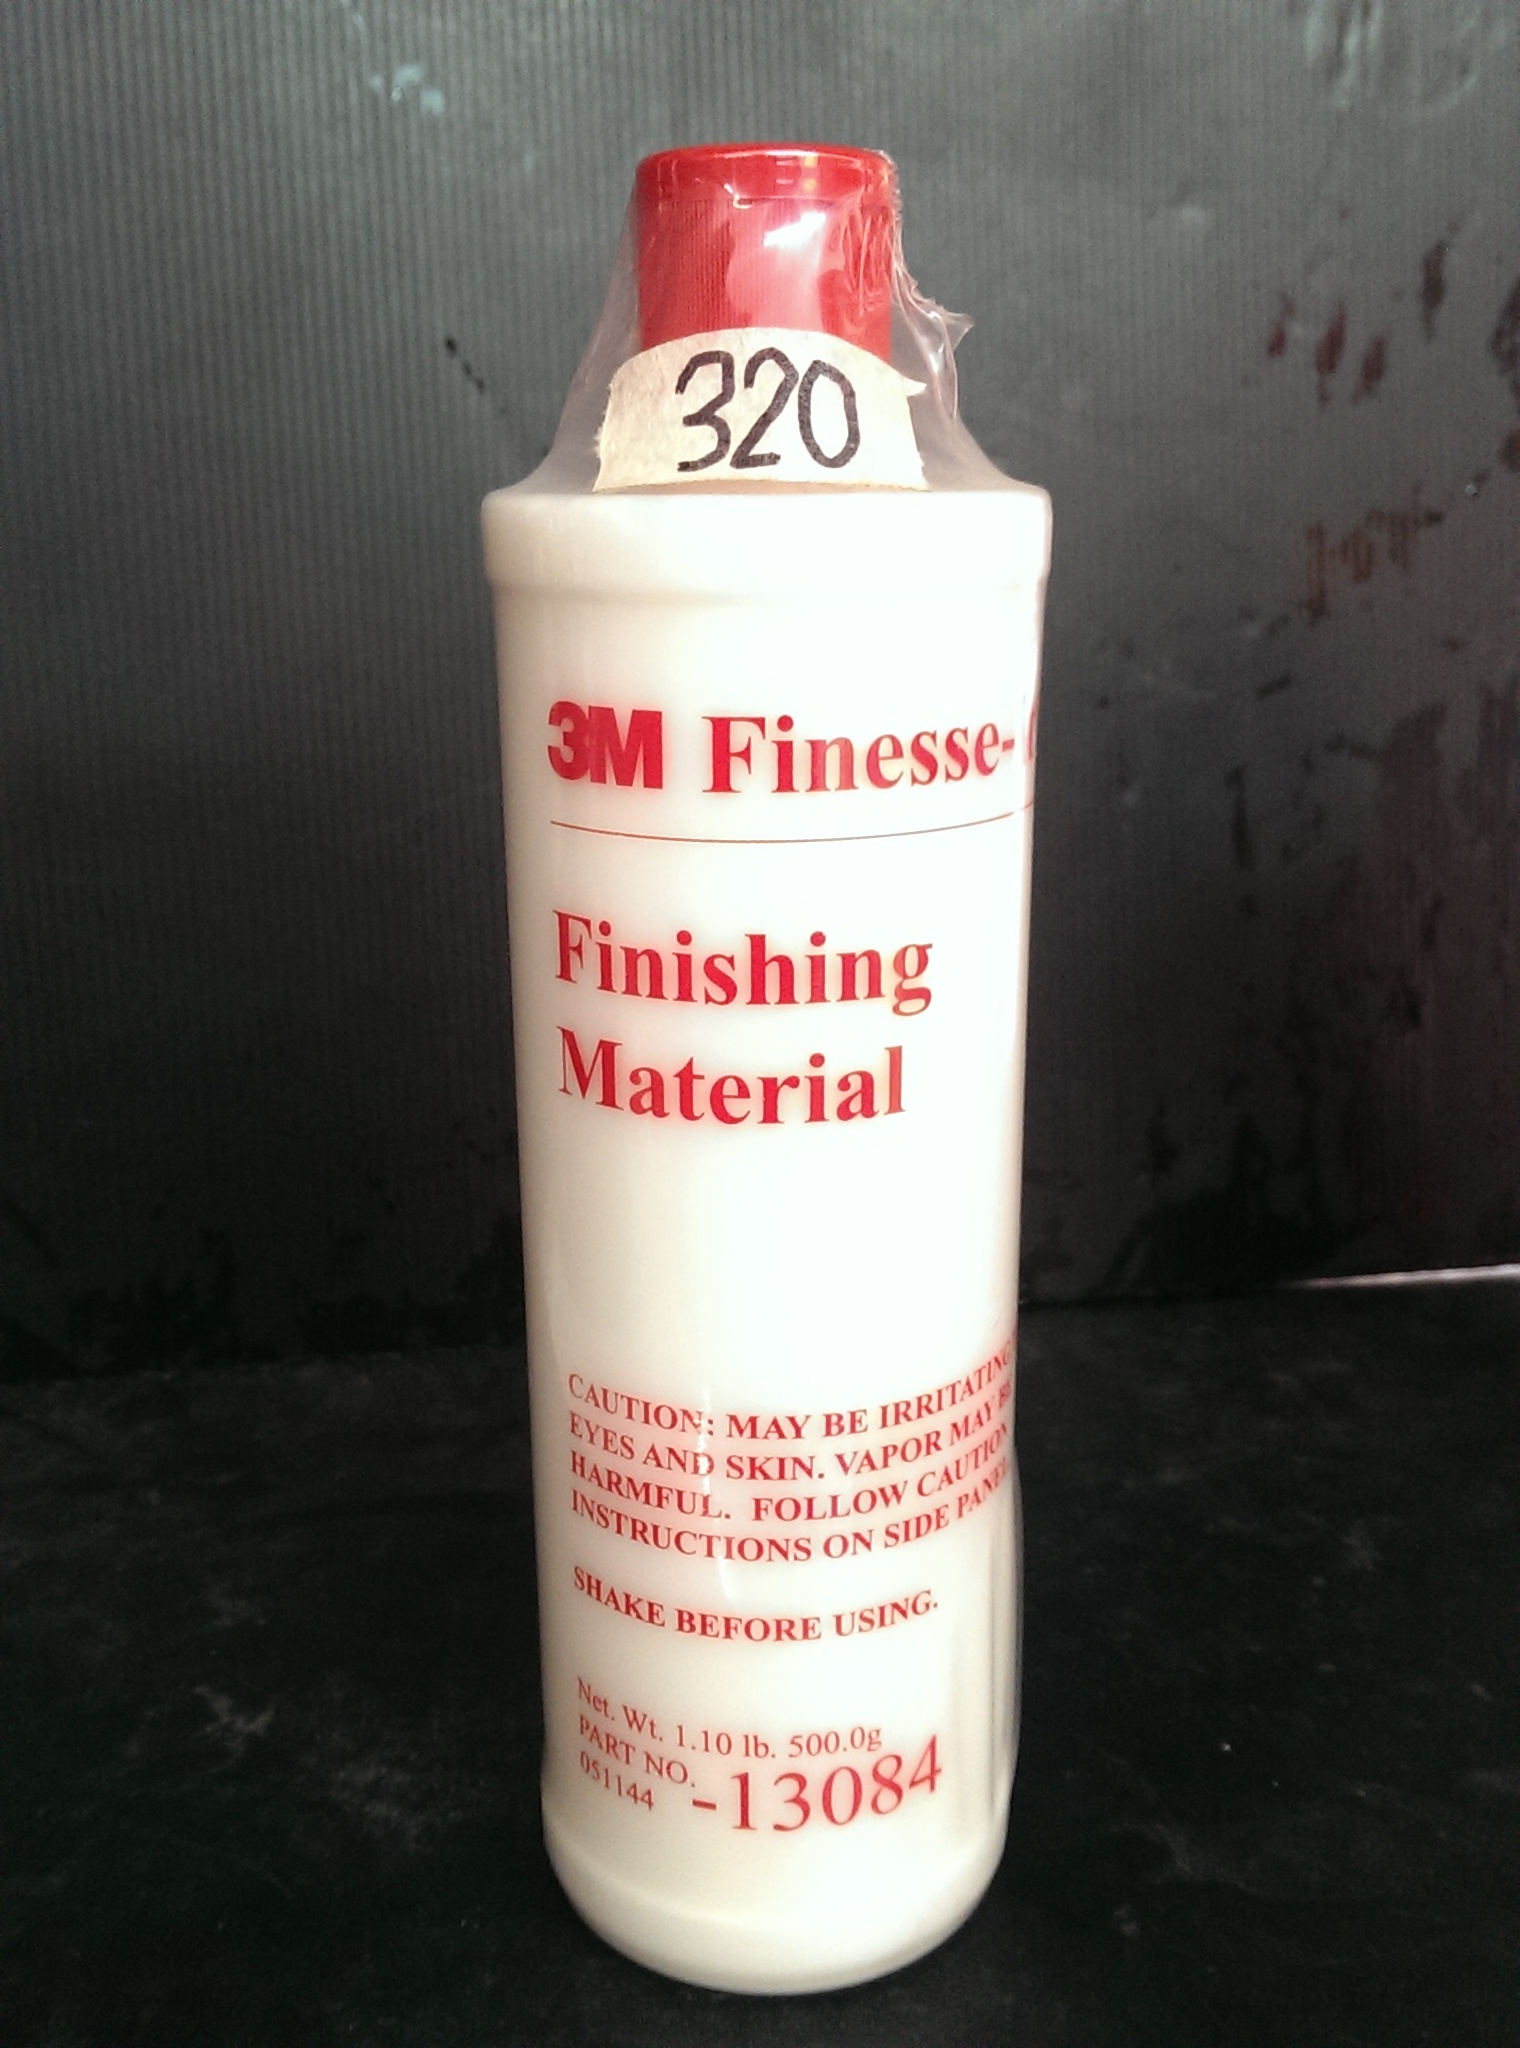 320
3M Finesse-
Finishing
Material
CAUTION: MAY BE IRRITATING
EYES AND SKIN. VAPOR MAY BE
HARMFUL. FOLLOW CAUTION
INSTRUCTIONS ON SIDE PANEL.
SHAKE BEFORE USING.
Net. Wt. 1.10 lb. 500.0g
PART NO.
051144 -13084